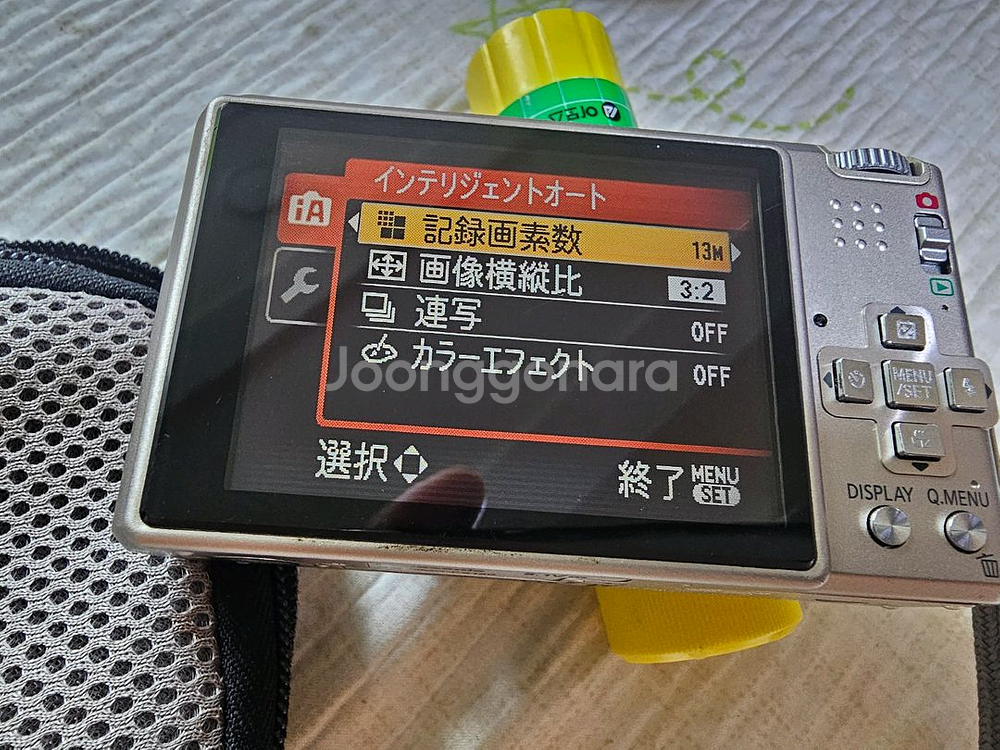 インテリジェントオート
iA
記録画素数 13M
画像横縦比 3:2
連写 OFF
カラーエフェクト OFF
選択
終了 MENU
SET
Joonggonara
MENU
/SET
DISPLAY Q.MENU